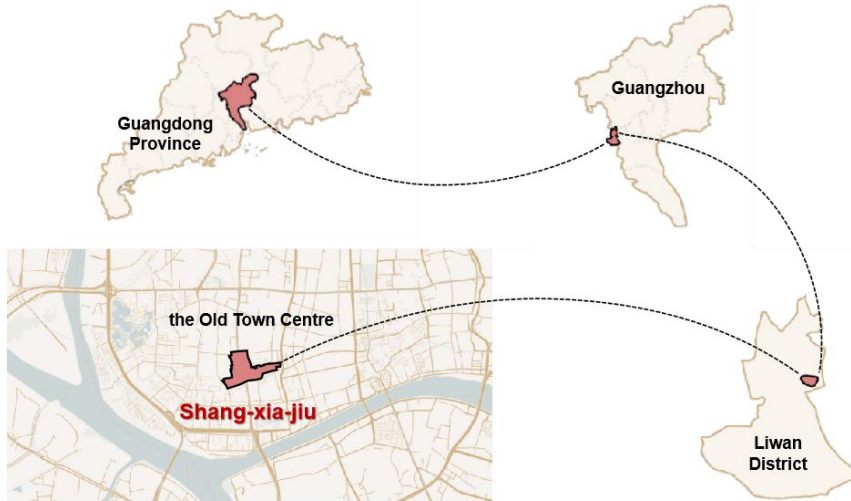 Guangdong
Province
Guangzhou
the Old Town Centre
Shang-xia-jiu
Liwan
District